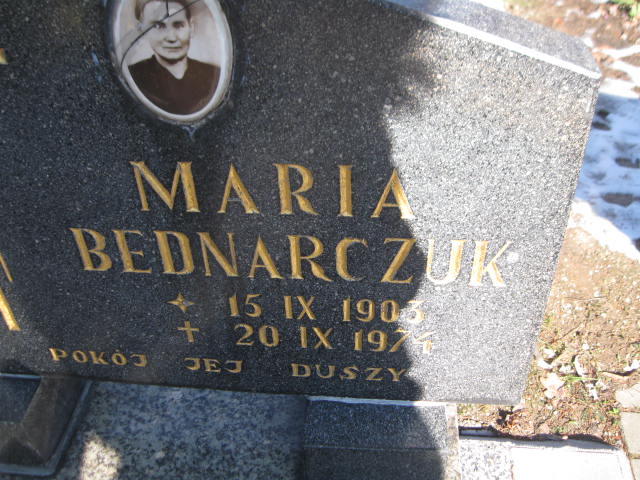 MARIA
BEDNARCZUK
15 IX 1903
20 IX 1974
POKÓJ JEJ DUSZY